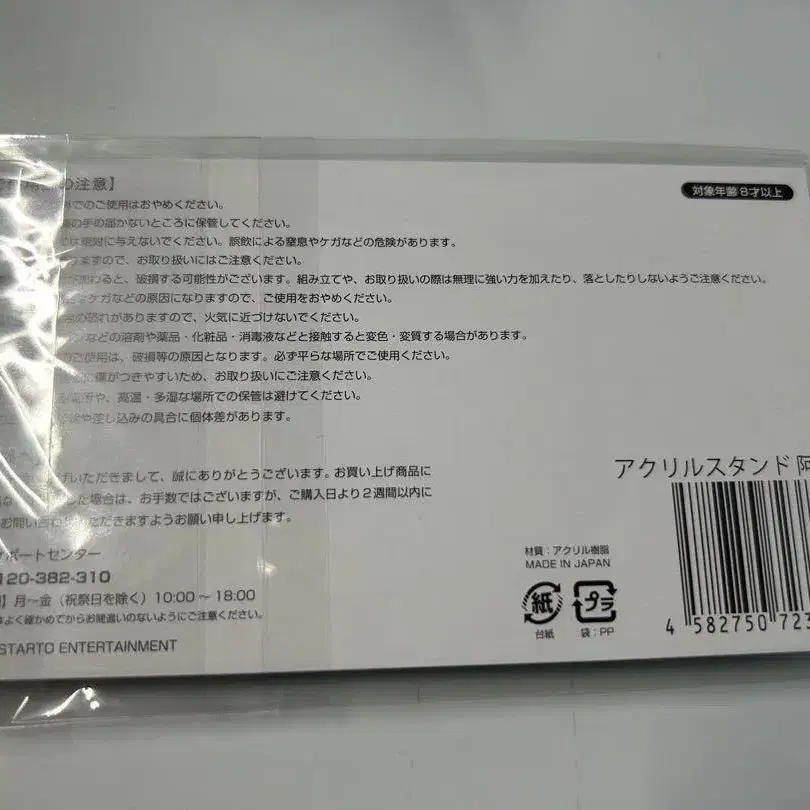 の注意】
対象年齢8才以上
でのご使用はおやめください。
の手の届かないところに保管してください。
は絶対に与えないでください。誤飲による窒息やケガなどの危険があります。
ますので、お取り扱いにはご注意ください。
わると、破損する可能性がございます。組み立てや、お取り扱いの際は無理に強い力を加えたり、落としたりしないようご注意ください。
ケガなどの原因になりますので、ご使用をおやめください。
恐れがありますので、火気に近づけないでください。
などの溶剤や薬品・化粧品・消毒液などと接触すると変色・変質する場合があります。
ご使用は、破損等の原因となります。必ず平らな場所でご使用ください。
に傷がつきやすいため、お取り扱いにご注意ください。
所や、高温・多湿な場所での保管は避けてください。
や差し込みの具合に個体差があります。
いただきまして、誠にありがとうございます。お買い上げ商品に
した場合は、お手数ではございますが、ご購入日より2週間以内に
お問い合わせいただきますようお願い申し上げます。
サポートセンター
120-382-310
月~金（祝祭日を除く）10:00~18:00
はよく確かめてからお間違いのないようにご注意ください。
STARTO ENTERTAINMENT
アクリルスタンド 阿
材質：アクリル樹脂
MADE IN JAPAN
紙 プラ
台紙 袋：PP
4 582750 723